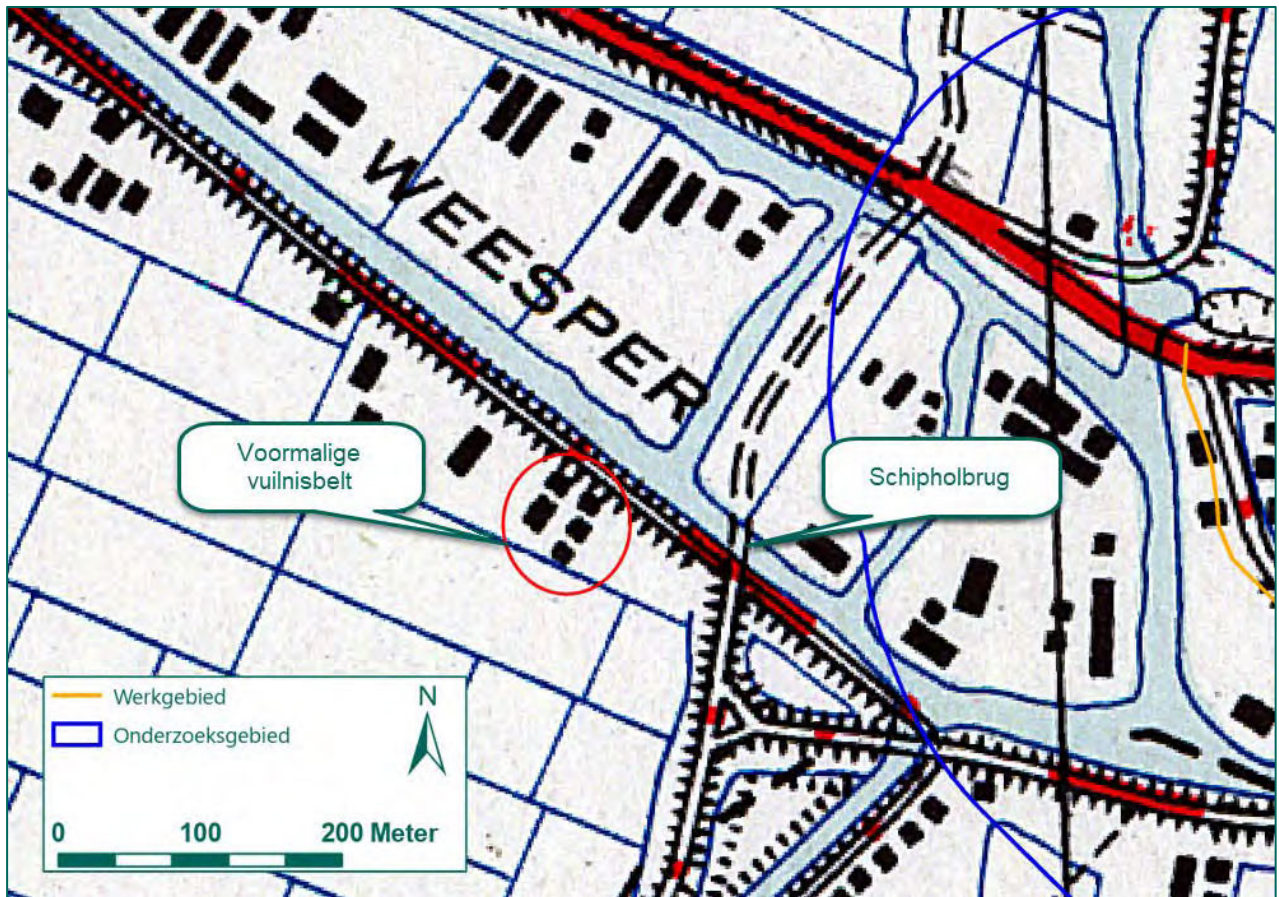 WEESPER
Voormalige
vuilnisbelt
Schipholbrug
Werkgebied
Onderzoeksgebied
N
0 100 200 Meter